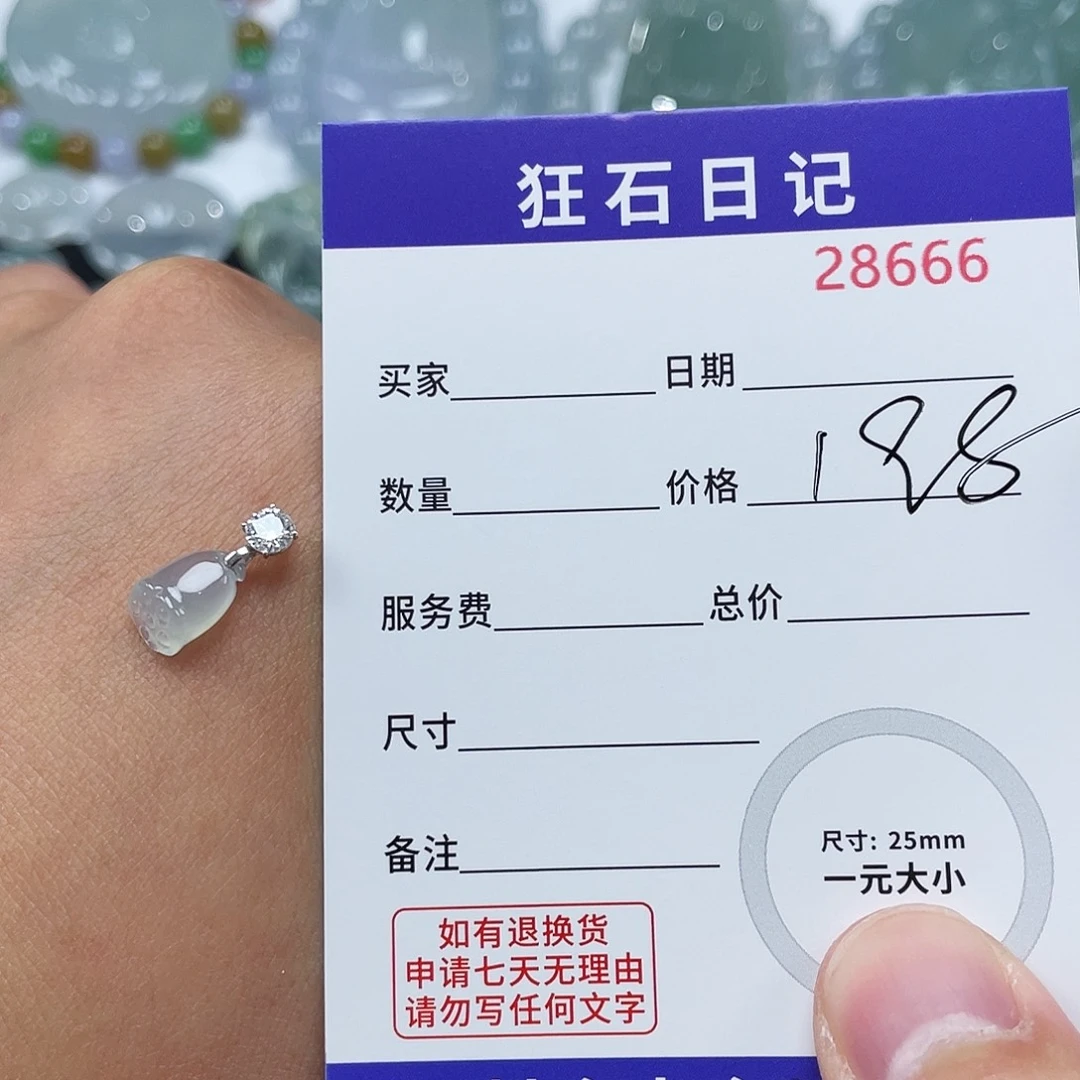 狂石日记
28666
买家 日期
数量 价格 198
服务费 总价
尺寸
备注
尺寸: 25mm
一元大小
如有退换货
申请七天无理由
请勿写任何文字